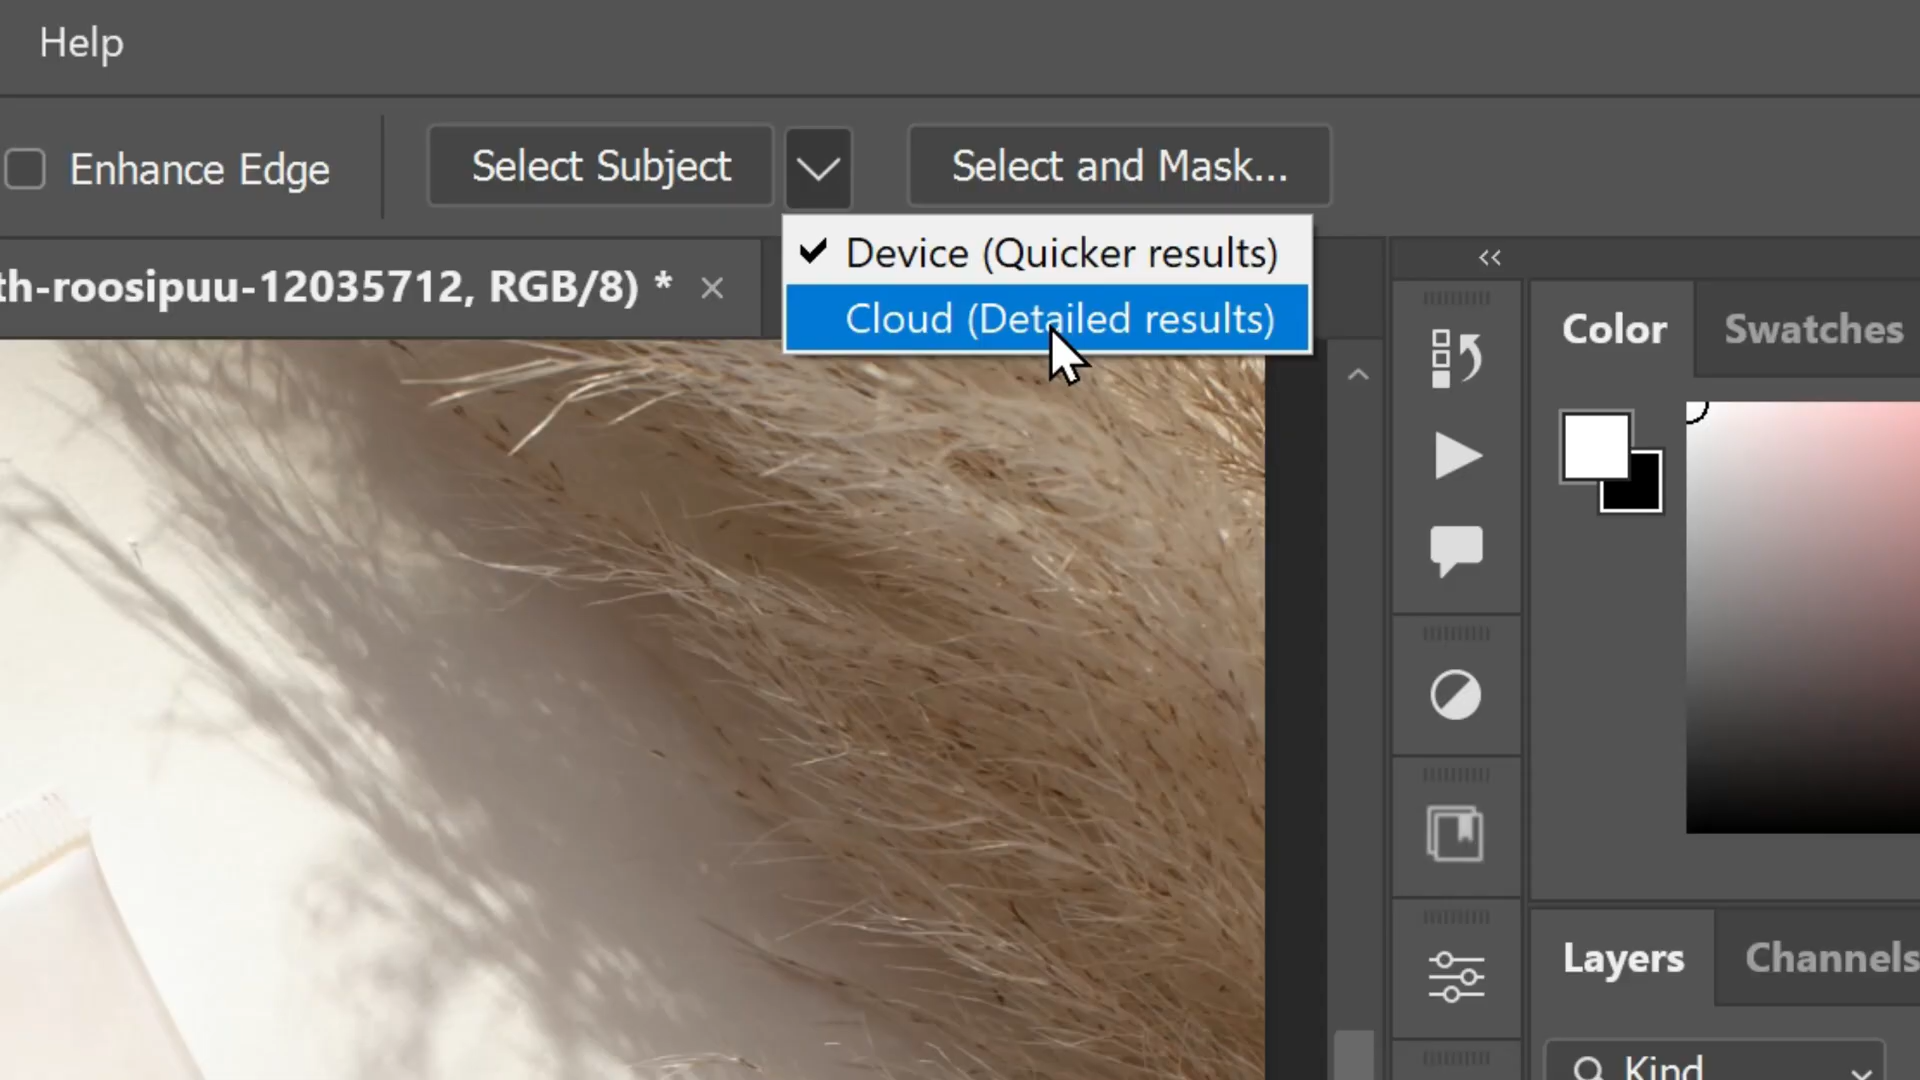 Help
Enhance Edge
Select Subject
Select and Mask...
Device (Quicker results)
Cloud (Detailed results)
th-roosipuu-12035712, RGB/8) *
Color
Swatches
Layers
Channels
Kind